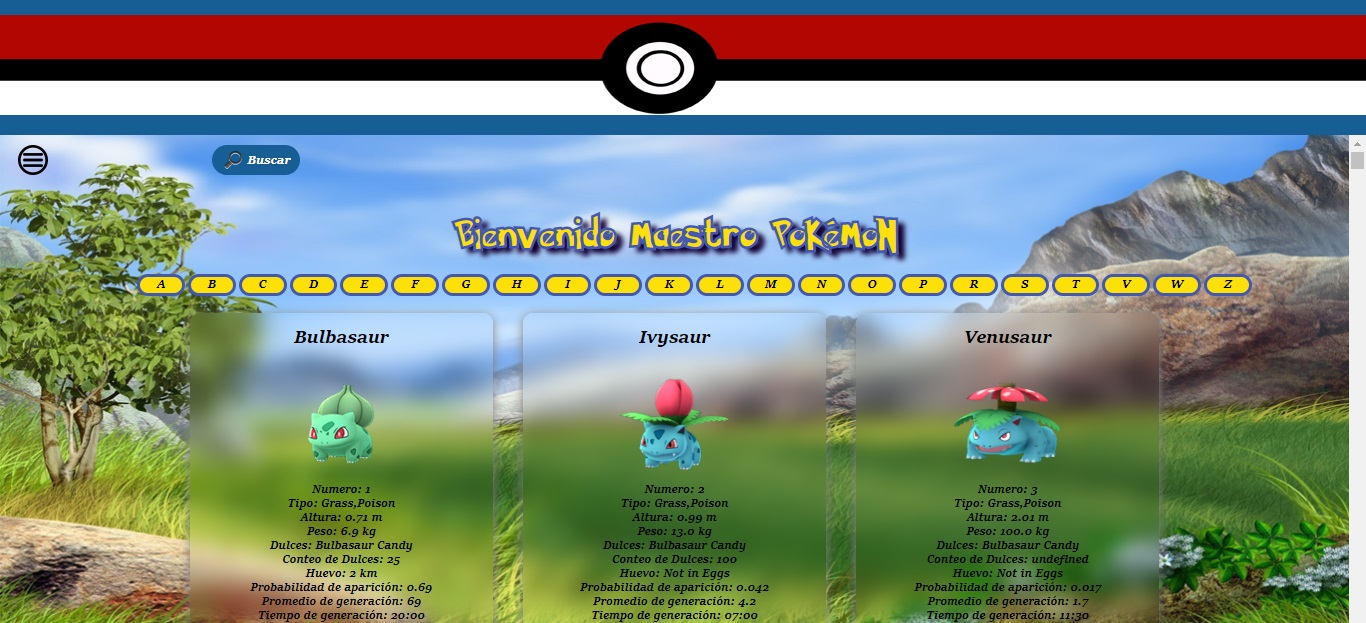 Buscar
Bienvenido Maestro PoKéMoN
A B C D E F G H I J K L M N O P R S T V W Z
Bulbasaur
Numero: 1
Tipo: Grass,Poison
Altura: 0.71 m
Peso: 6.9 kg
Dulces: Bulbasaur Candy
Conteo de Dulces: 25
Huevo: 2 km
Probabilidad de aparición: 0.69
Promedio de generación: 69
Tiempo de generación: 20:00
Ivysaur
Numero: 2
Tipo: Grass,Poison
Altura: 0.99 m
Peso: 13.0 kg
Dulces: Bulbasaur Candy
Conteo de Dulces: 100
Huevo: Not in Eggs
Probabilidad de aparición: 0.042
Promedio de generación: 4.2
Tiempo de generación: 07:00
Venusaur
Numero: 3
Tipo: Grass,Poison
Altura: 2.01 m
Peso: 100.0 kg
Dulces: Bulbasaur Candy
Conteo de Dulces: undefined
Huevo: Not in Eggs
Probabilidad de aparición: 0.017
Promedio de generación: 1.7
Tiempo de generación: 11:30